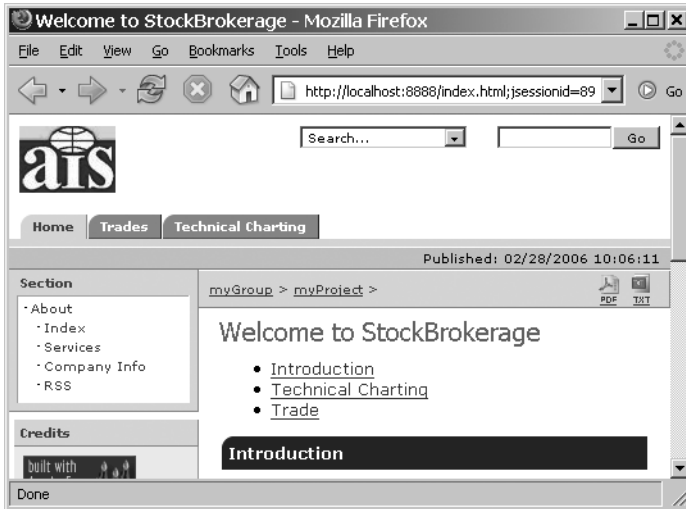 Welcome to StockBrokerage - Mozilla Firefox
File Edit View Go Bookmarks Tools Help
http://localhost:8888/index.html;jsessionid=89 Go
Search... Go
ais
Home Trades Technical Charting
Published: 02/28/2006 10:06:11
Section
About
Index
Services
Company Info
RSS
myGroup > myProject >
PDF TXT
Welcome to StockBrokerage
Introduction
Technical Charting
Trade
Introduction
Credits
built with
Done